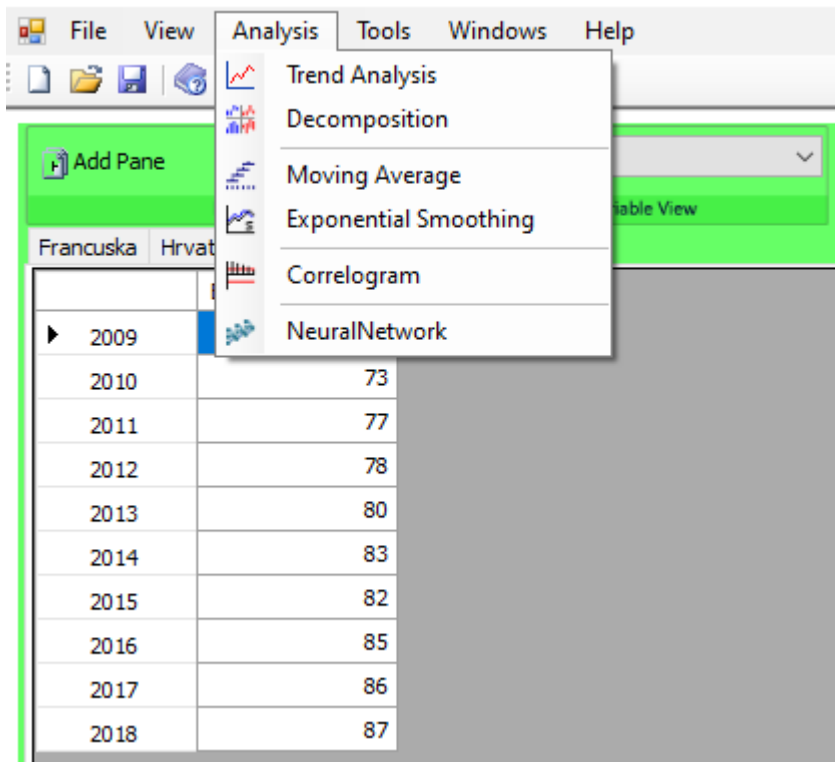 File View Analysis Tools Windows Help
Trend Analysis
Decomposition
Add Pane
Moving Average
Exponential Smoothing
View
Francuska
Correlogram
2009
NeuralNetwork
2010 73
2011 77
2012 78
2013 80
2014 83
2015 82
2016 85
2017 86
2018 87